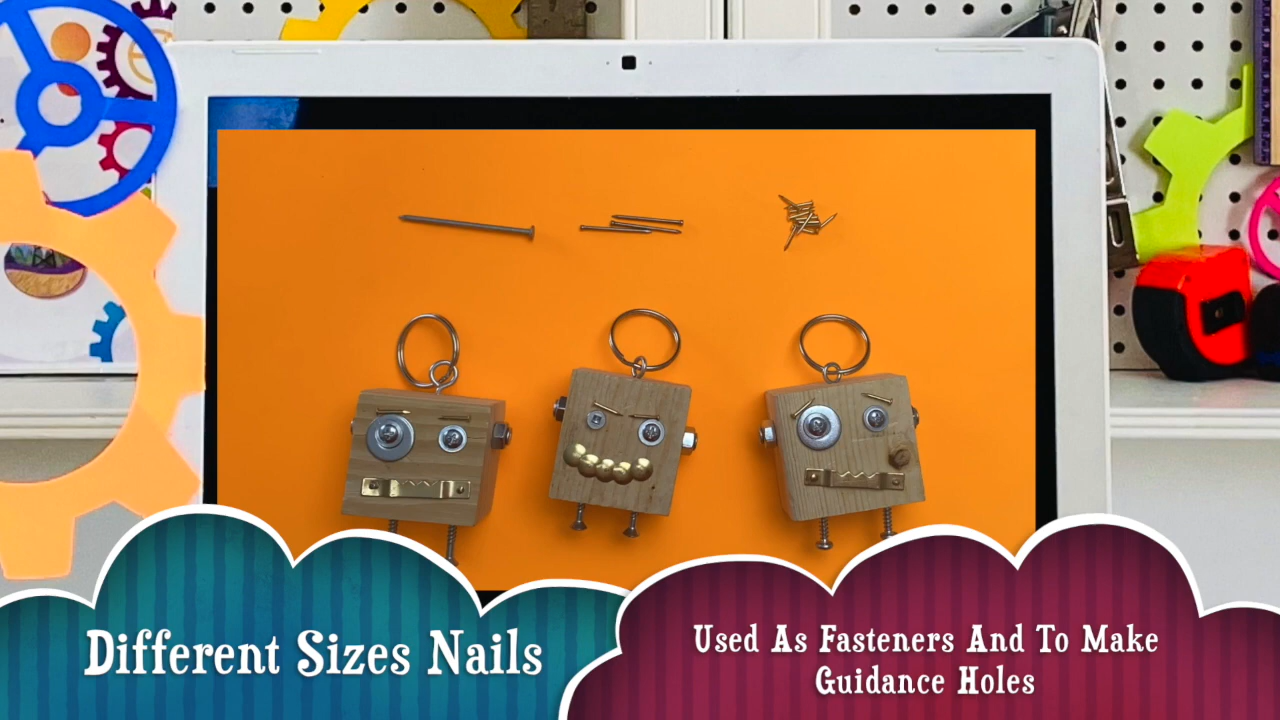 Different Sizes Nails
Used As Fasteners And To Make
Guidance Holes